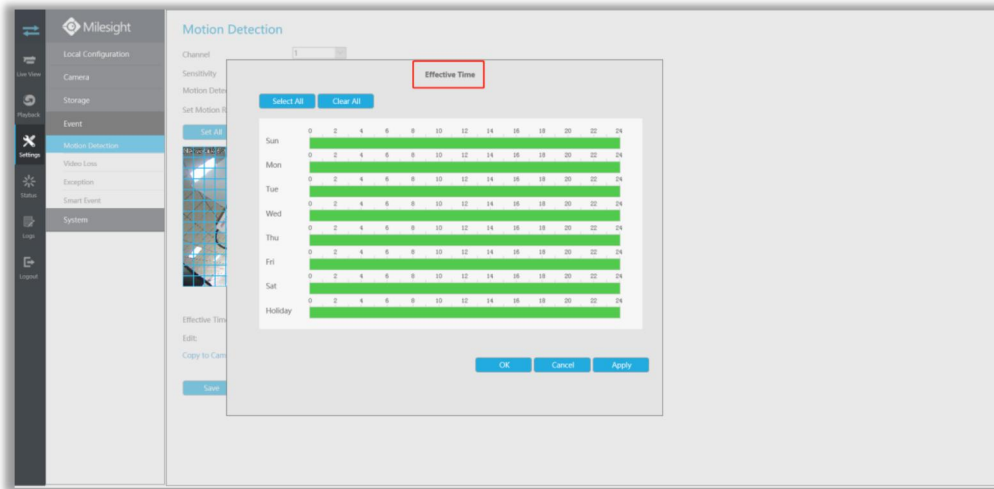 Milesight
Live View
Playback
Settings
Status
Logs
Logout
Local Configuration
Camera
Storage
Event
Motion Detection
Video Loss
Exception
Smart Event
System
Motion Detection
Channel 1
Sensitivity
Motion Dete
Set Motion R
Set All
Effective Time
Edit:
Copy to Cam
Save
Effective Time
Select All Clear All
0 2 4 6 8 10 12 14 16 18 20 22 24
Sun
0 2 4 6 8 10 12 14 16 18 20 22 24
Mon
0 2 4 6 8 10 12 14 16 18 20 22 24
Tue
0 2 4 6 8 10 12 14 16 18 20 22 24
Wed
0 2 4 6 8 10 12 14 16 18 20 22 24
Thu
0 2 4 6 8 10 12 14 16 18 20 22 24
Fri
0 2 4 6 8 10 12 14 16 18 20 22 24
Sat
0 2 4 6 8 10 12 14 16 18 20 22 24
Holiday
OK Cancel Apply